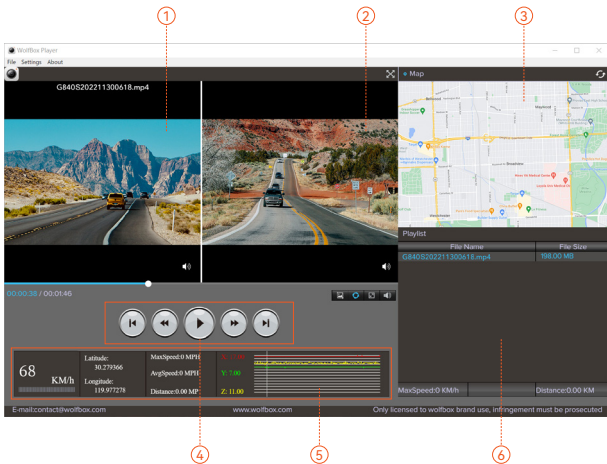 1
2
3
WolfBox Player
File Settings About
G840S202211300618.mp4
Map
Playlist
File Name File Size
G840S202211300618.mp4 198.00 MB
00:00:39 / 00:01:46
68 KM/h
Latitude:
30.279366
Longitude:
119.977278
MaxSpeed:0 MPH
AvgSpeed:0 MPH
Distance:0.00 MP
Y: 7.00
Z: 11.00
MaxSpeed:0 KM/h Distance:0.00 KM
E-mail:contact@wolfbox.com www.wolfbox.com Only licensed to wolfbox brand use, infringement must be prosecuted
4
5
6